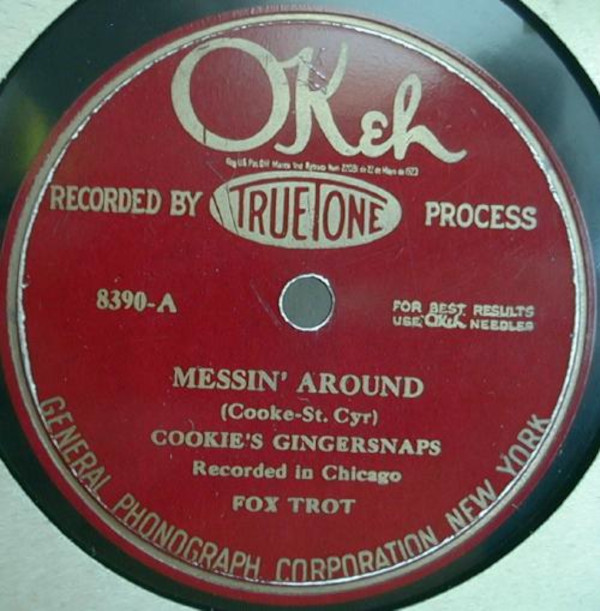 OKeh
RECORDED BY TRUETONE PROCESS
8390-A
FOR BEST RESULTS
USE OKeh NEEDLES
MESSIN' AROUND
(Cooke-St. Cyr)
COOKIE'S GINGERSNAPS
Recorded in Chicago
FOX TROT
GENERAL PHONOGRAPH CORPORATION NEW YORK